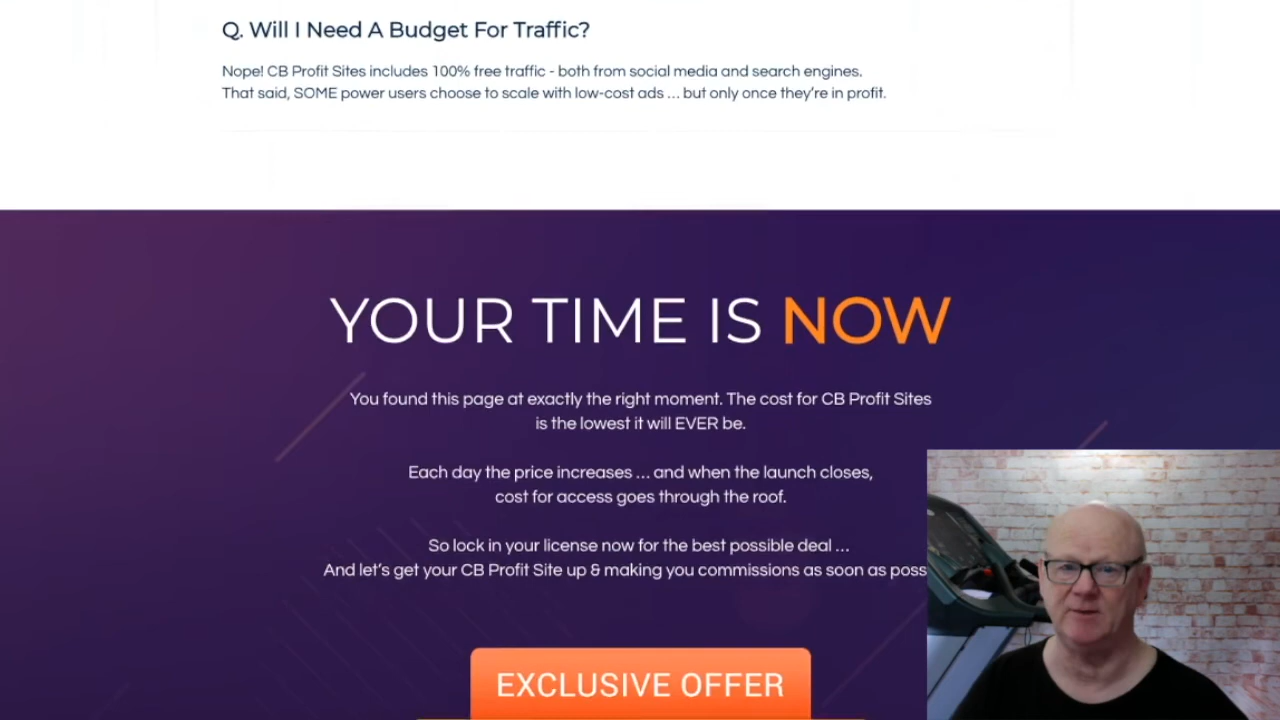 Q. Will I Need A Budget For Traffic?
Nope! CB Profit Sites includes 100% free traffic - both from social media and search engines.
That said, SOME power users choose to scale with low-cost ads ... but only once they're in profit.
YOUR TIME IS NOW
You found this page at exactly the right moment. The cost for CB Profit Sites
is the lowest it will EVER be.
Each day the price increases ... and when the launch closes,
cost for access goes through the roof.
So lock in your license now for the best possible deal ...
And let's get your CB Profit Site up & making you commissions as soon as poss
EXCLUSIVE OFFER